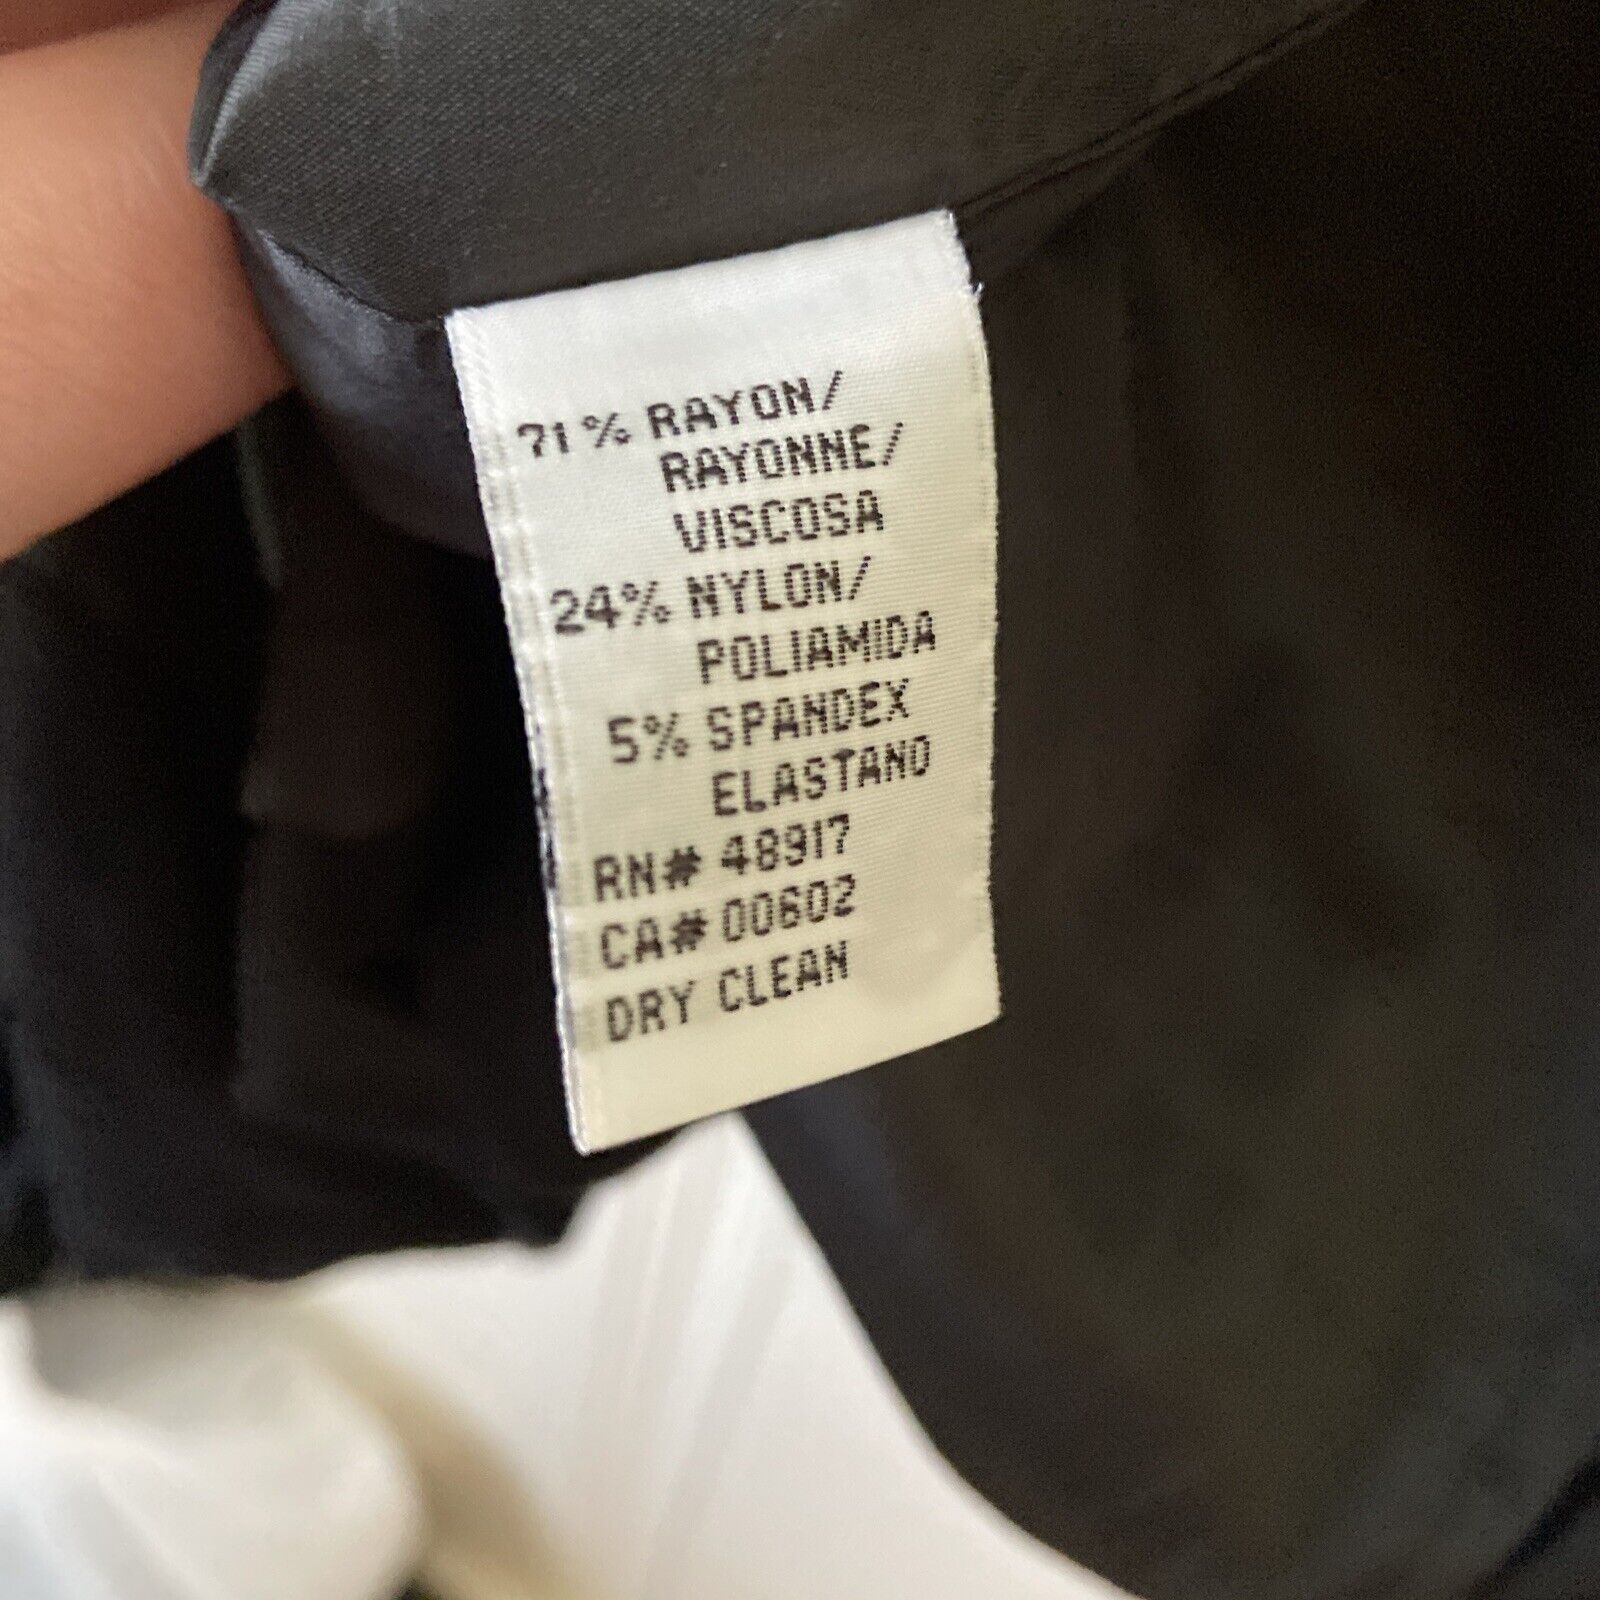 71% RAYON/
RAYONNE/
VISCOSA
24% NYLON/
POLIAMIDA
5% SPANDEX
ELASTANO
RN# 48917
CA# 00602
DRY CLEAN